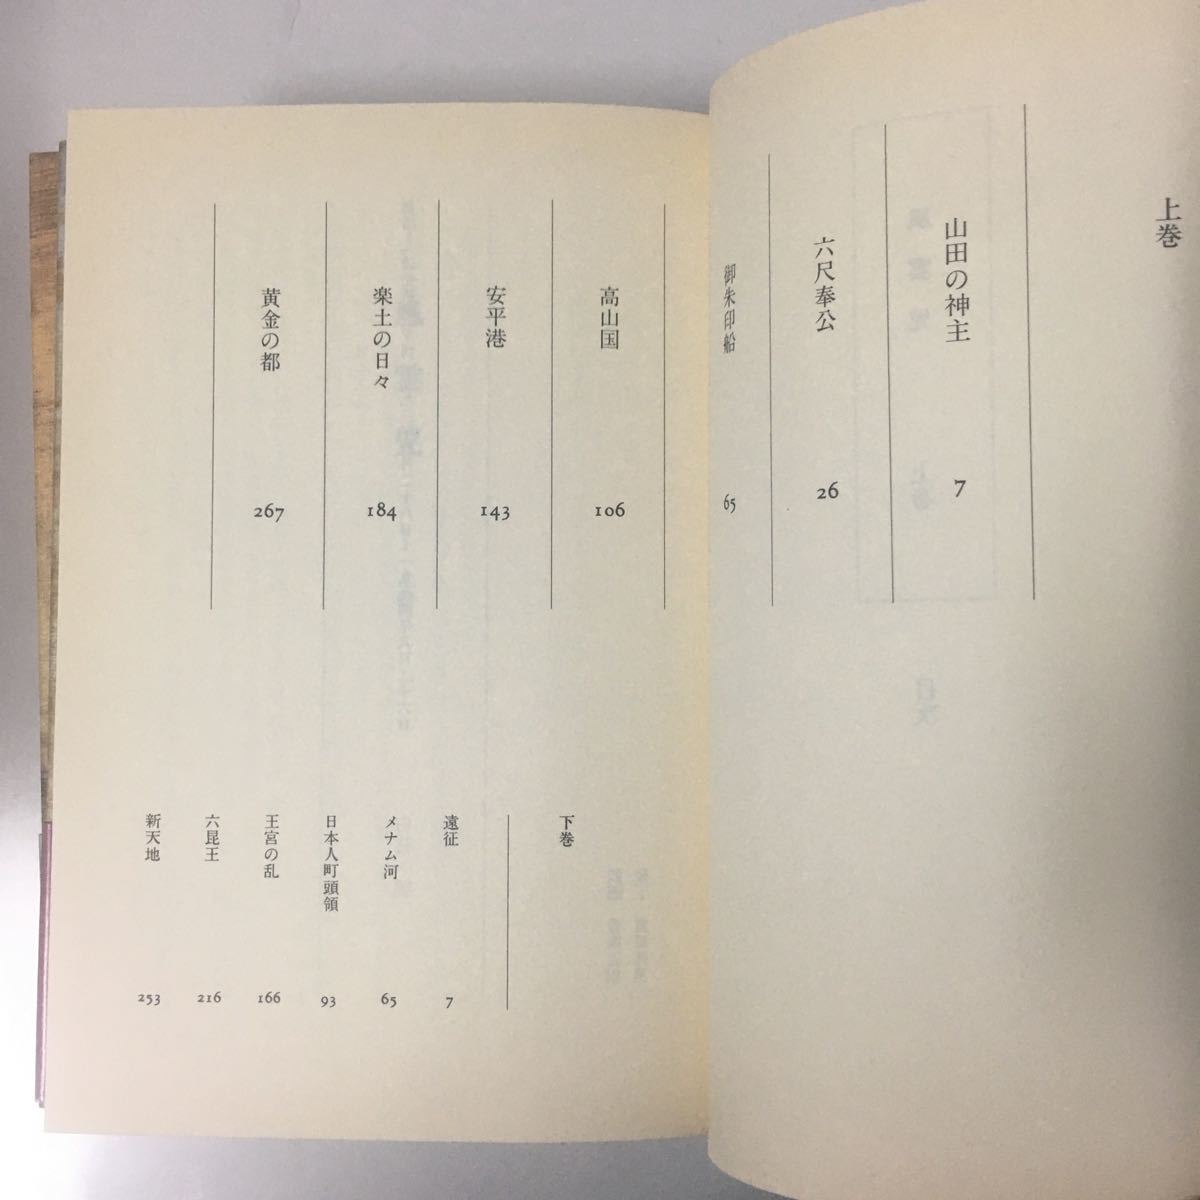 上巻
山田の神主 7
六尺奉公 26
御朱印船 65
高山国 106
安平港 143
楽土の日々 184
黄金の都 267
下巻
遠征 7
メナム河 65
日本人町頭領 93
王宮の乱 166
六昆王 216
新天地 253